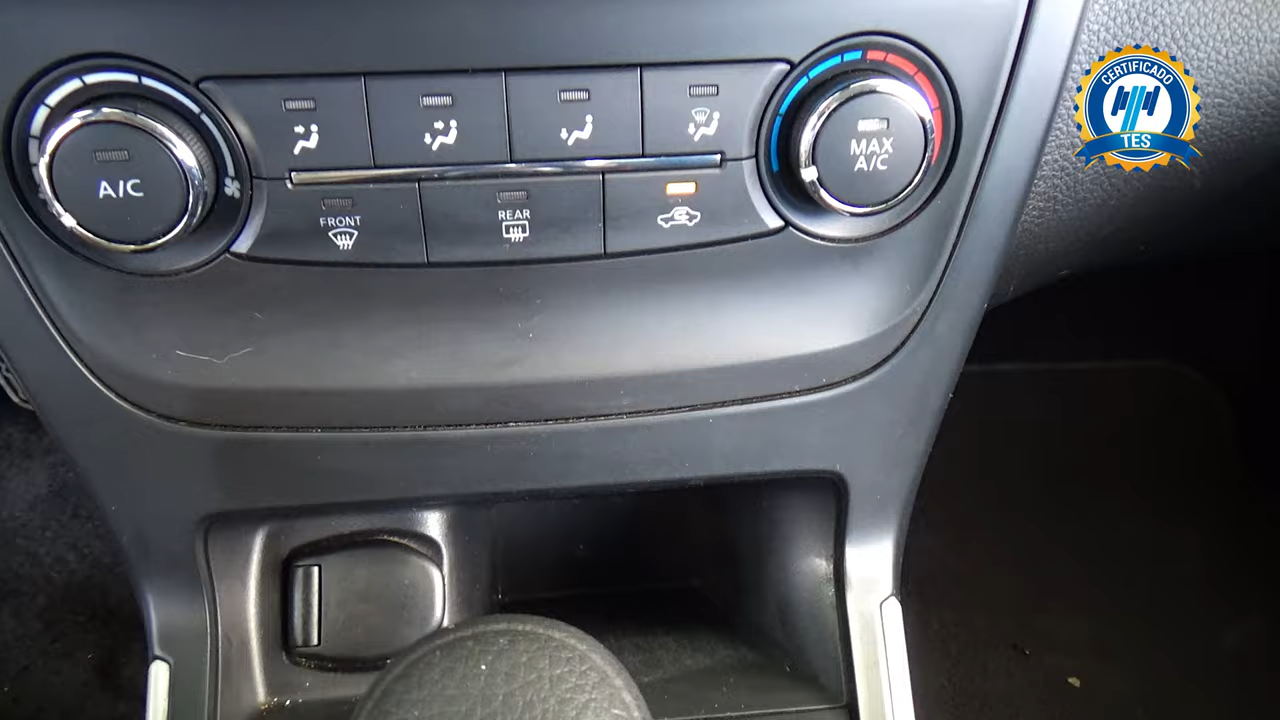 A/C
FRONT
REAR
MAX
A/C
CERTIFICADO
TES